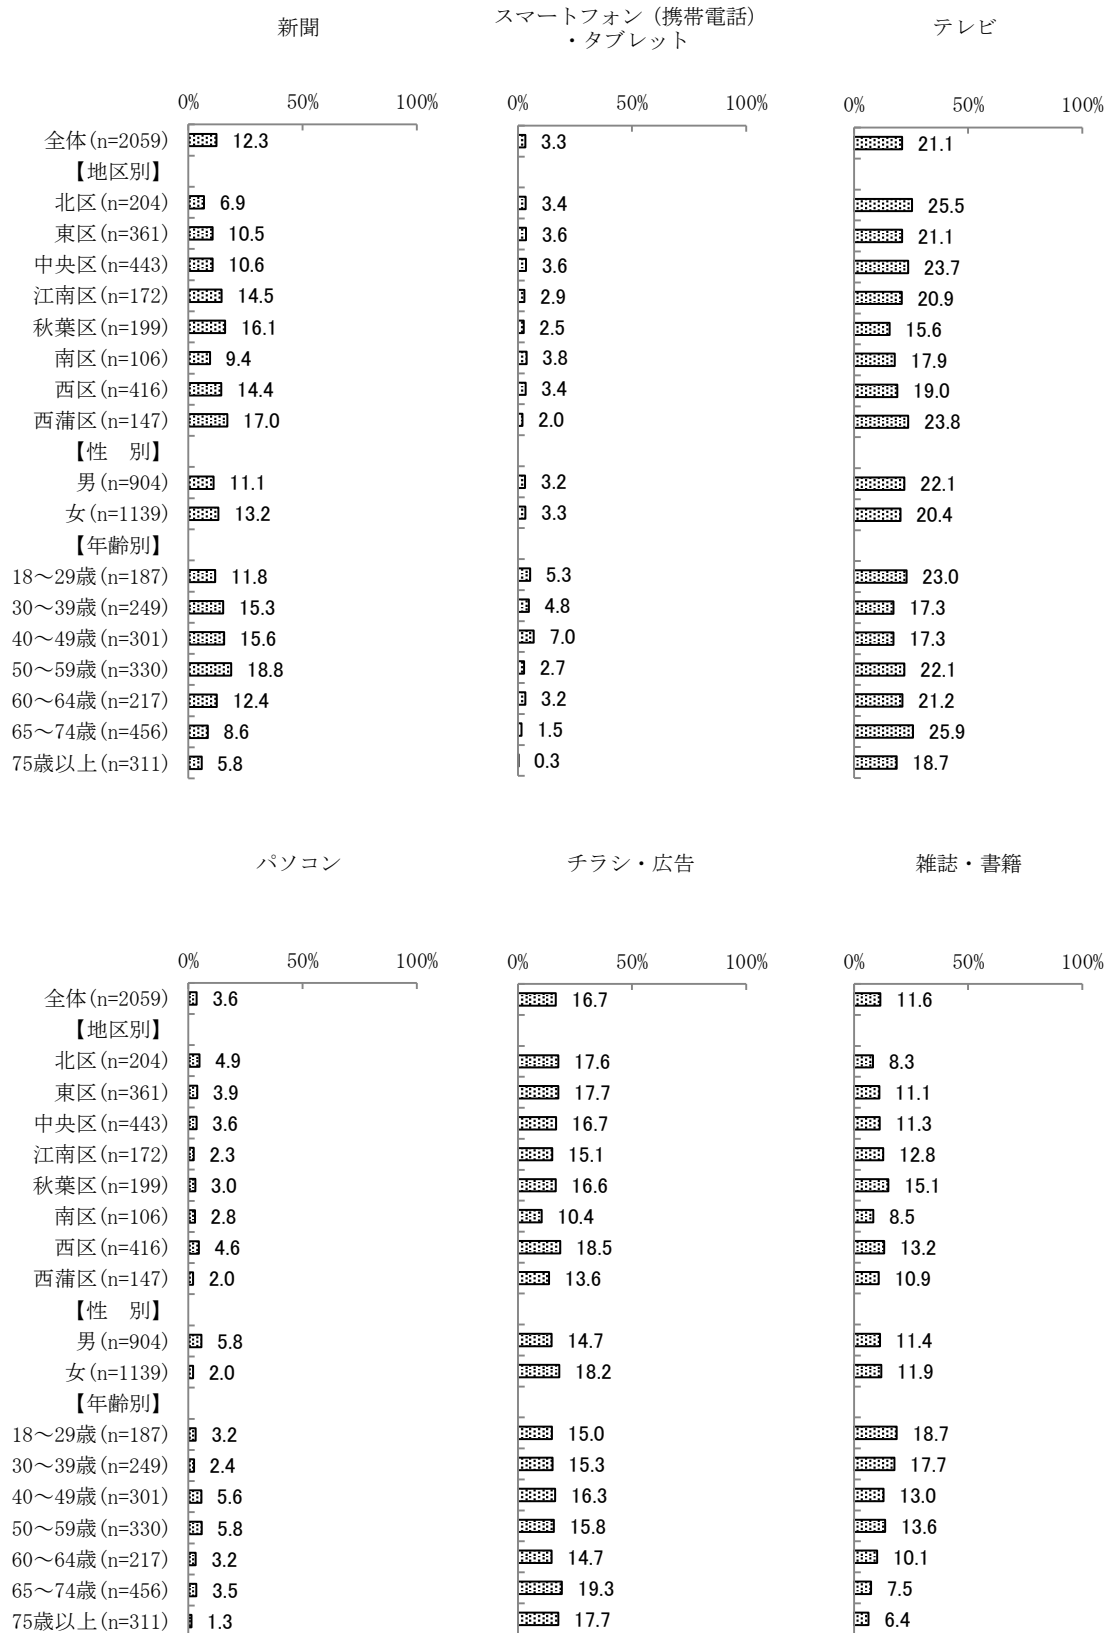 新聞
スマートフォン（携帯電話）
・タブレット
テレビ
0% 50% 100% 0% 50% 100% 0% 50% 100%
全体(n=2059) 12.3 3.3 21.1
【地区別】
北区(n=204) 6.9 3.4 25.5
東区(n=361) 10.5 3.6 21.1
中央区(n=443) 10.6 3.6 23.7
江南区(n=172) 14.5 2.9 20.9
秋葉区(n=199) 16.1 2.5 15.6
南区(n=106) 9.4 3.8 17.9
西区(n=416) 14.4 3.4 19.0
西蒲区(n=147) 17.0 2.0 23.8
【性　別】
男(n=904) 11.1 3.2 22.1
女(n=1139) 13.2 3.3 20.4
【年齢別】
18～29歳(n=187) 11.8 5.3 23.0
30～39歳(n=249) 15.3 4.8 17.3
40～49歳(n=301) 15.6 7.0 17.3
50～59歳(n=330) 18.8 2.7 22.1
60～64歳(n=217) 12.4 3.2 21.2
65～74歳(n=456) 8.6 1.5 25.9
75歳以上(n=311) 5.8 0.3 18.7
パソコン チラシ・広告 雑誌・書籍
0% 50% 100% 0% 50% 100% 0% 50% 100%
全体(n=2059) 3.6 16.7 11.6
【地区別】
北区(n=204) 4.9 17.6 8.3
東区(n=361) 3.9 17.7 11.1
中央区(n=443) 3.6 16.7 11.3
江南区(n=172) 2.3 15.1 12.8
秋葉区(n=199) 3.0 16.6 15.1
南区(n=106) 2.8 10.4 8.5
西区(n=416) 4.6 18.5 13.2
西蒲区(n=147) 2.0 13.6 10.9
【性　別】
男(n=904) 5.8 14.7 11.4
女(n=1139) 2.0 18.2 11.9
【年齢別】
18～29歳(n=187) 3.2 15.0 18.7
30～39歳(n=249) 2.4 15.3 17.7
40～49歳(n=301) 5.6 16.3 13.0
50～59歳(n=330) 5.8 15.8 13.6
60～64歳(n=217) 3.2 14.7 10.1
65～74歳(n=456) 3.5 19.3 7.5
75歳以上(n=311) 1.3 17.7 6.4